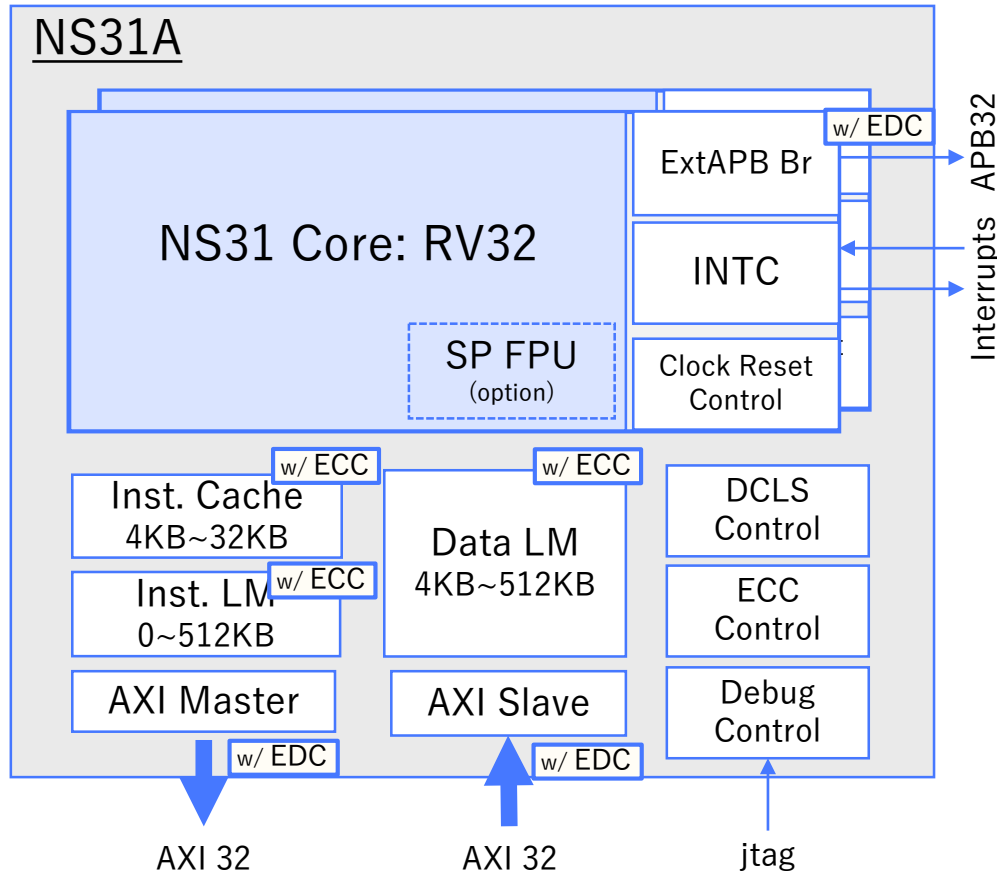 NS31A
w/ EDC
APB32
ExtAPB Br
NS31 Core: RV32
INTC
Interrupts
SP FPU
(option)
Clock Reset
Control
w/ ECC
Inst. Cache
4KB~32KB
w/ ECC
Data LM
4KB~512KB
DCLS
Control
w/ ECC
Inst. LM
0~512KB
ECC
Control
AXI Master
AXI Slave
Debug
Control
w/ EDC
w/ EDC
AXI 32
AXI 32
jtag